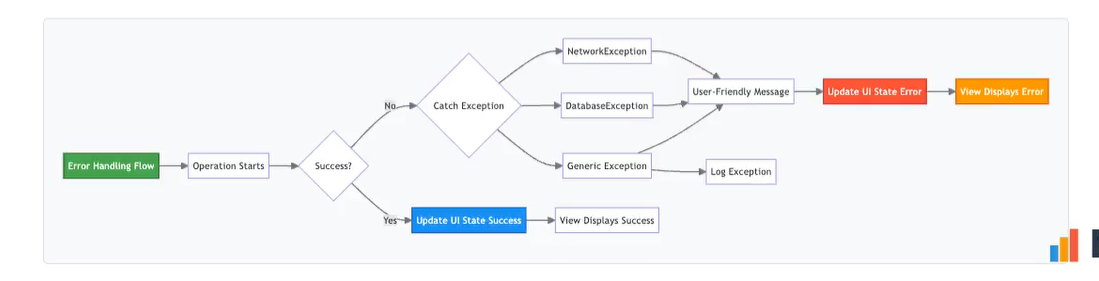 Error Handling Flow
Operation Starts
Success?
No
Catch Exception
NetworkException
DatabaseException
Generic Exception
User-Friendly Message
Update UI State Error
View Displays Error
Log Exception
Yes
Update UI State Success
View Displays Success